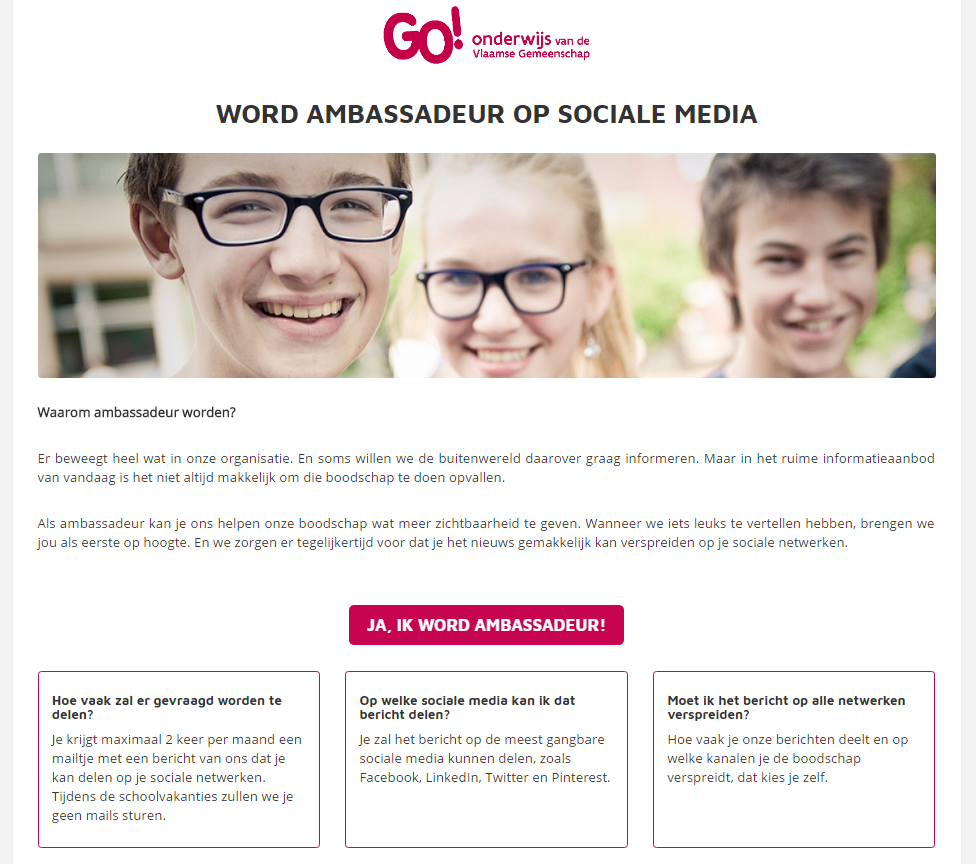 GO! onderwijs van de
Vlaamse Gemeenschap
WORD AMBASSADEUR OP SOCIALE MEDIA
Waarom ambassadeur worden?
Er beweegt heel wat in onze organisatie. En soms willen we de buitenwereld daarover graag informeren. Maar in het ruime informatieaanbod
van vandaag is het niet altijd makkelijk om die boodschap te doen opvallen.
Als ambassadeur kan je ons helpen onze boodschap wat meer zichtbaarheid te geven. Wanneer we iets leuks te vertellen hebben, brengen we
jou als eerste op hoogte. En we zorgen er tegelijkertijd voor dat je het nieuws gemakkelijk kan verspreiden op je sociale netwerken.
JA, IK WORD AMBASSADEUR!
Hoe vaak zal er gevraagd worden te
delen?
Je krijgt maximaal 2 keer per maand een
mailtje met een bericht van ons dat je
kan delen op je sociale netwerken.
Tijdens de schoolvakanties zullen we je
geen mails sturen.
Op welke sociale media kan ik dat
bericht delen?
Je zal het bericht op de meest gangbare
sociale media kunnen delen, zoals
Facebook, LinkedIn, Twitter en Pinterest.
Moet ik het bericht op alle netwerken
verspreiden?
Hoe vaak je onze berichten deelt en op
welke kanalen je de boodschap
verspreidt, dat kies je zelf.